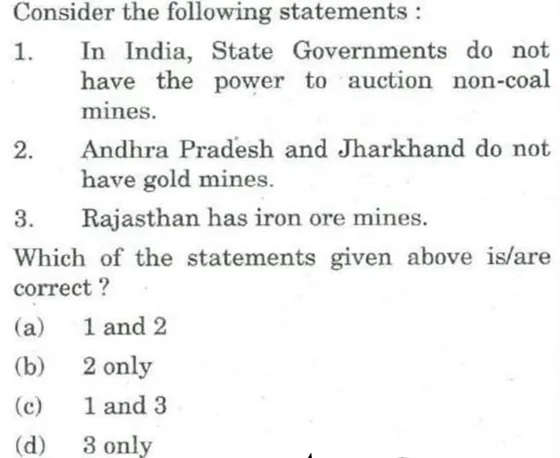 Consider the following statements :
1. In India, State Governments do not
have the power to auction non-coal
mines.
2. Andhra Pradesh and Jharkhand do not
have gold mines.
3. Rajasthan has iron ore mines.
Which of the statements given above is/are
correct ?
(a) 1 and 2
(b) 2 only
(c) 1 and 3
(d) 3 only